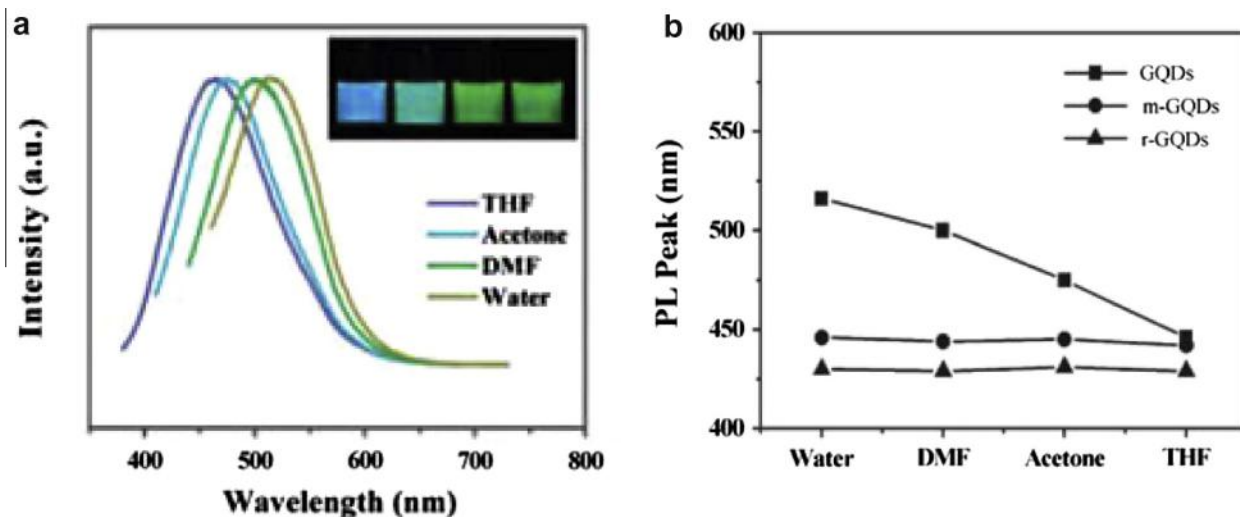 a
Intensity (a.u.)
THF
Acetone
DMF
Water
400 500 600 700 800
Wavelength (nm)
b
PL Peak (nm)
600
550
500
450
400
GQDs
m-GQDs
r-GQDs
Water DMF Acetone THF